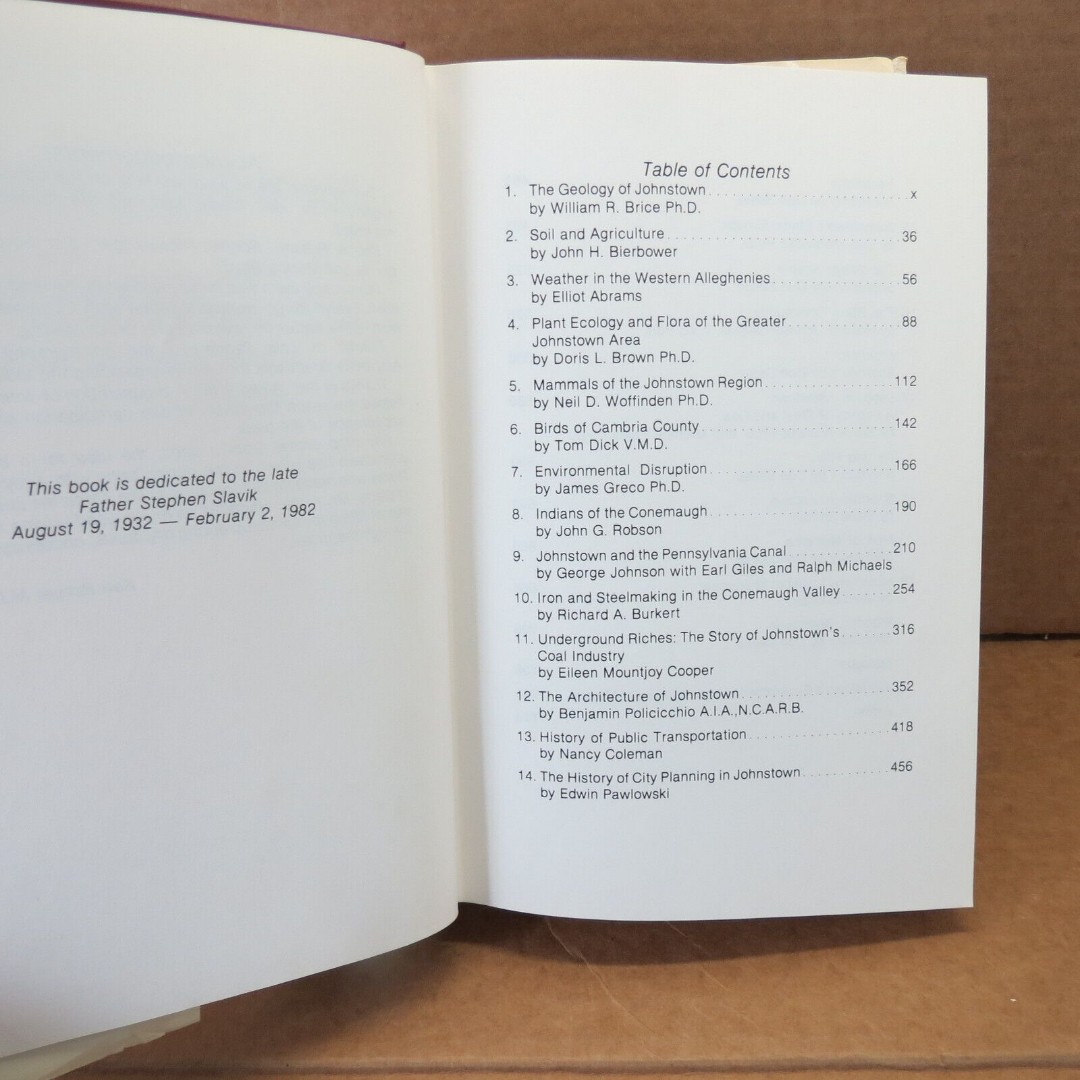 This book is dedicated to the late
Father Stephen Slavik
August 19, 1932 — February 2, 1982
Table of Contents
1. The Geology of Johnstown . . . . . . . . . . . . . . . . . . . . . . . . . . . x
by William R. Brice Ph.D.
2. Soil and Agriculture . . . . . . . . . . . . . . . . . . . . . . . . . . . . . . . 36
by John H. Bierbower
3. Weather in the Western Alleghenies . . . . . . . . . . . . . . . . . 56
by Elliot Abrams
4. Plant Ecology and Flora of the Greater . . . . . . . . . . . . . . 88
Johnstown Area
by Doris L. Brown Ph.D.
5. Mammals of the Johnstown Region . . . . . . . . . . . . . . . . 112
by Neil D. Woffinden Ph.D.
6. Birds of Cambria County . . . . . . . . . . . . . . . . . . . . . . . . 142
by Tom Dick V.M.D.
7. Environmental Disruption . . . . . . . . . . . . . . . . . . . . . . . 166
by James Greco Ph.D.
8. Indians of the Conemaugh . . . . . . . . . . . . . . . . . . . . . . . 190
by John G. Robson
9. Johnstown and the Pennsylvania Canal . . . . . . . . . . . . . 210
by George Johnson with Earl Giles and Ralph Michaels
10. Iron and Steelmaking in the Conemaugh Valley . . . . . . . 254
by Richard A. Burkert
11. Underground Riches: The Story of Johnstown's . . . . . . . 316
Coal Industry
by Eileen Mountjoy Cooper
12. The Architecture of Johnstown . . . . . . . . . . . . . . . . . . . 352
by Benjamin Policicchio A.I.A.,N.C.A.R.B.
13. History of Public Transportation . . . . . . . . . . . . . . . . . . 418
by Nancy Coleman
14. The History of City Planning in Johnstown . . . . . . . . . . . 456
by Edwin Pawlowski